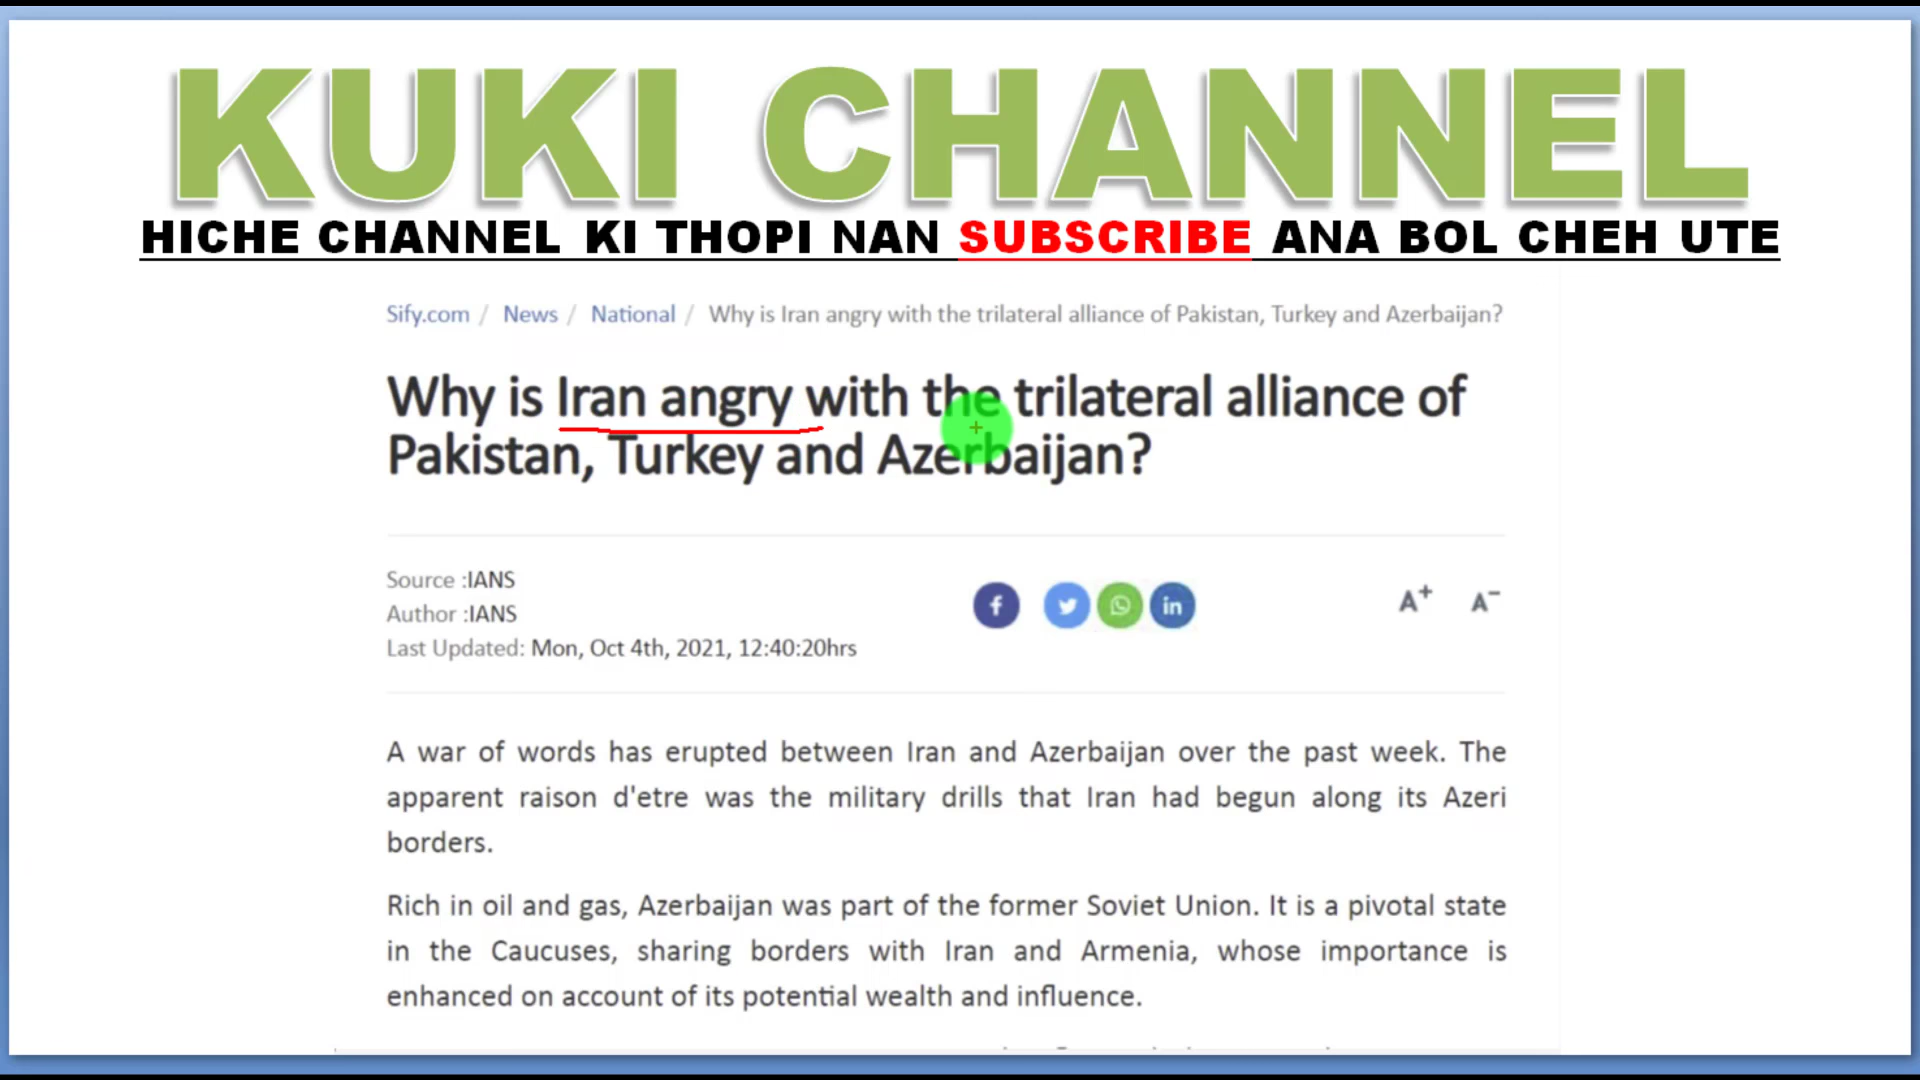 KUKI CHANNEL
HICHE CHANNEL KI THOPI NAN SUBSCRIBE ANA BOL CHEH UTE
Sify.com / News / National / Why is Iran angry with the trilateral alliance of Pakistan, Turkey and Azerbaijan?
Why is Iran angry with the trilateral alliance of
Pakistan, Turkey and Azerbaijan?
Source :IANS
Author :IANS
Last Updated: Mon, Oct 4th, 2021, 12:40:20hrs
f in A+ A−
A war of words has erupted between Iran and Azerbaijan over the past week. The
apparent raison d'etre was the military drills that Iran had begun along its Azeri
borders.
Rich in oil and gas, Azerbaijan was part of the former Soviet Union. It is a pivotal state
in the Caucuses, sharing borders with Iran and Armenia, whose importance is
enhanced on account of its potential wealth and influence.